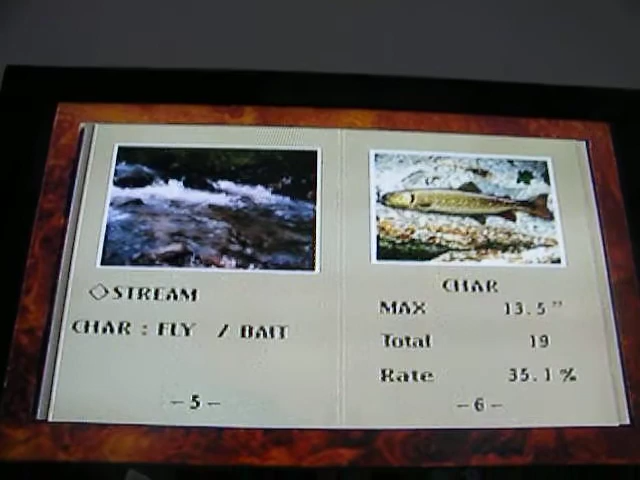 ◇STREAM
CHAR : FLY / BAIT
-5-
CHAR
MAX 13.5"
Total 19
Rate 35.1%
-6-